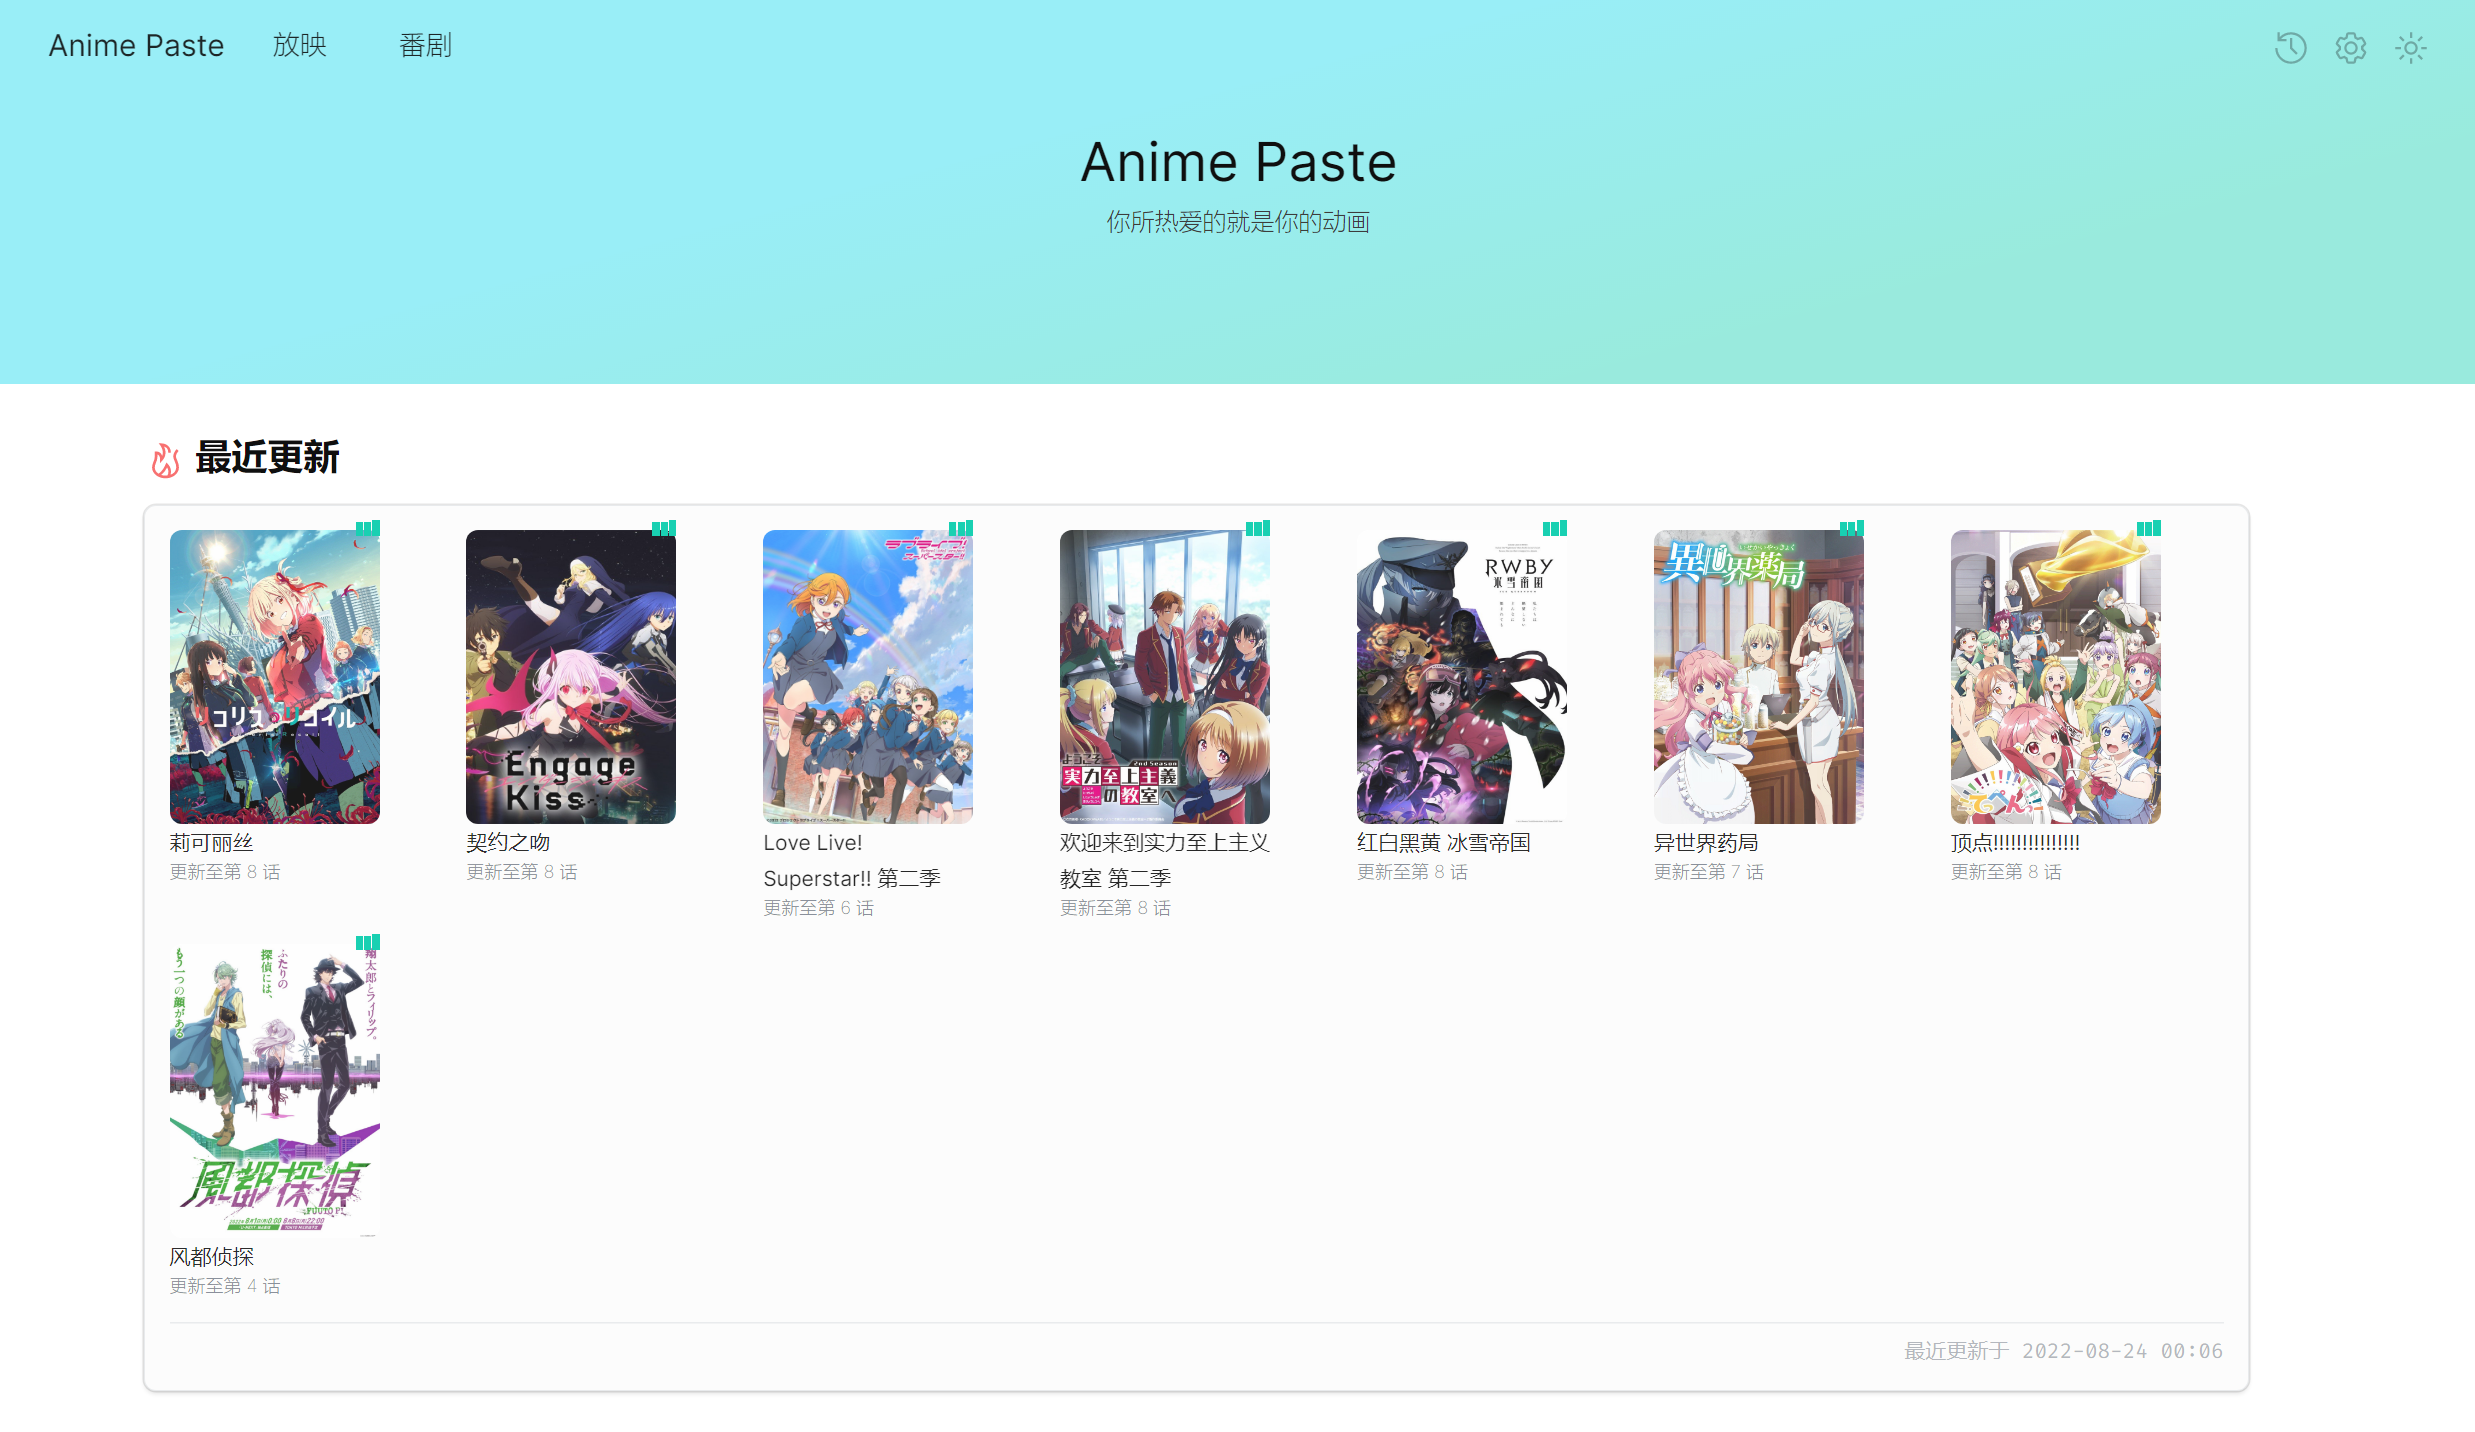 Anime Paste 放映 番剧
Anime Paste
你所热爱的就是你的动画
最近更新
コリス リコイル
莉可丽丝
更新至第 8 话
Engage
Kiss
契约之吻
更新至第 8 话
ラブライブ!
スーパースター!!
Love Live!
Superstar!! 第二季
更新至第 6 话
ようこそ
2nd Season
実力至上主義
の教室へ
欢迎来到实力至上主义
教室 第二季
更新至第 8 话
RWBY
氷雪帝国
红白黑黄 冰雪帝国
更新至第 8 话
いせかいやっきょく
異世界薬局
异世界药局
更新至第 7 话
てっぺん
顶点!!!!!!!!!!!!!!!
更新至第 8 话
もう一つの顔がある
探偵には、
ふたりの
翔太郎とフィリップ。
風都探偵
FUUTO P.I.
风都侦探
更新至第 4 话
最近更新于 2022-08-24 00:06